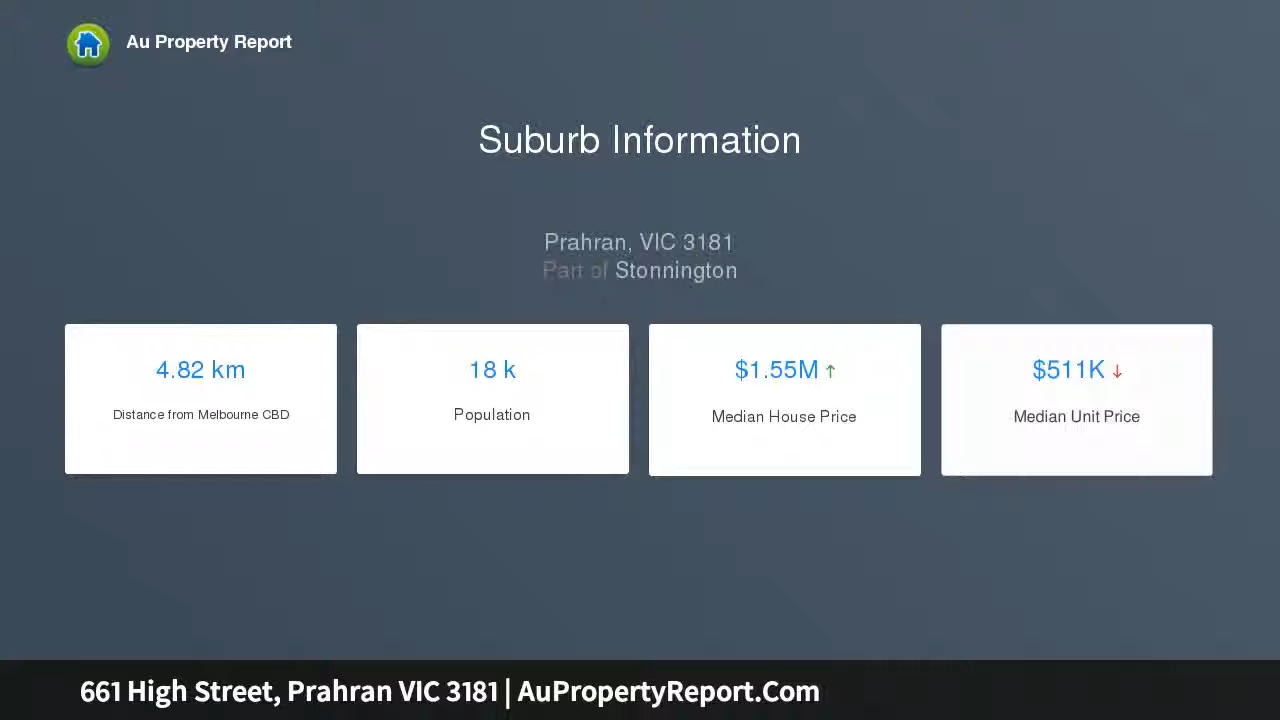 Au Property Report
Suburb Information
Prahran, VIC 3181
Part of Stonnington
4.82 km
Distance from Melbourne CBD
18 k
Population
$1.55M ↑
Median House Price
$511K ↓
Median Unit Price
661 High Street, Prahran VIC 3181 | AuPropertyReport.Com